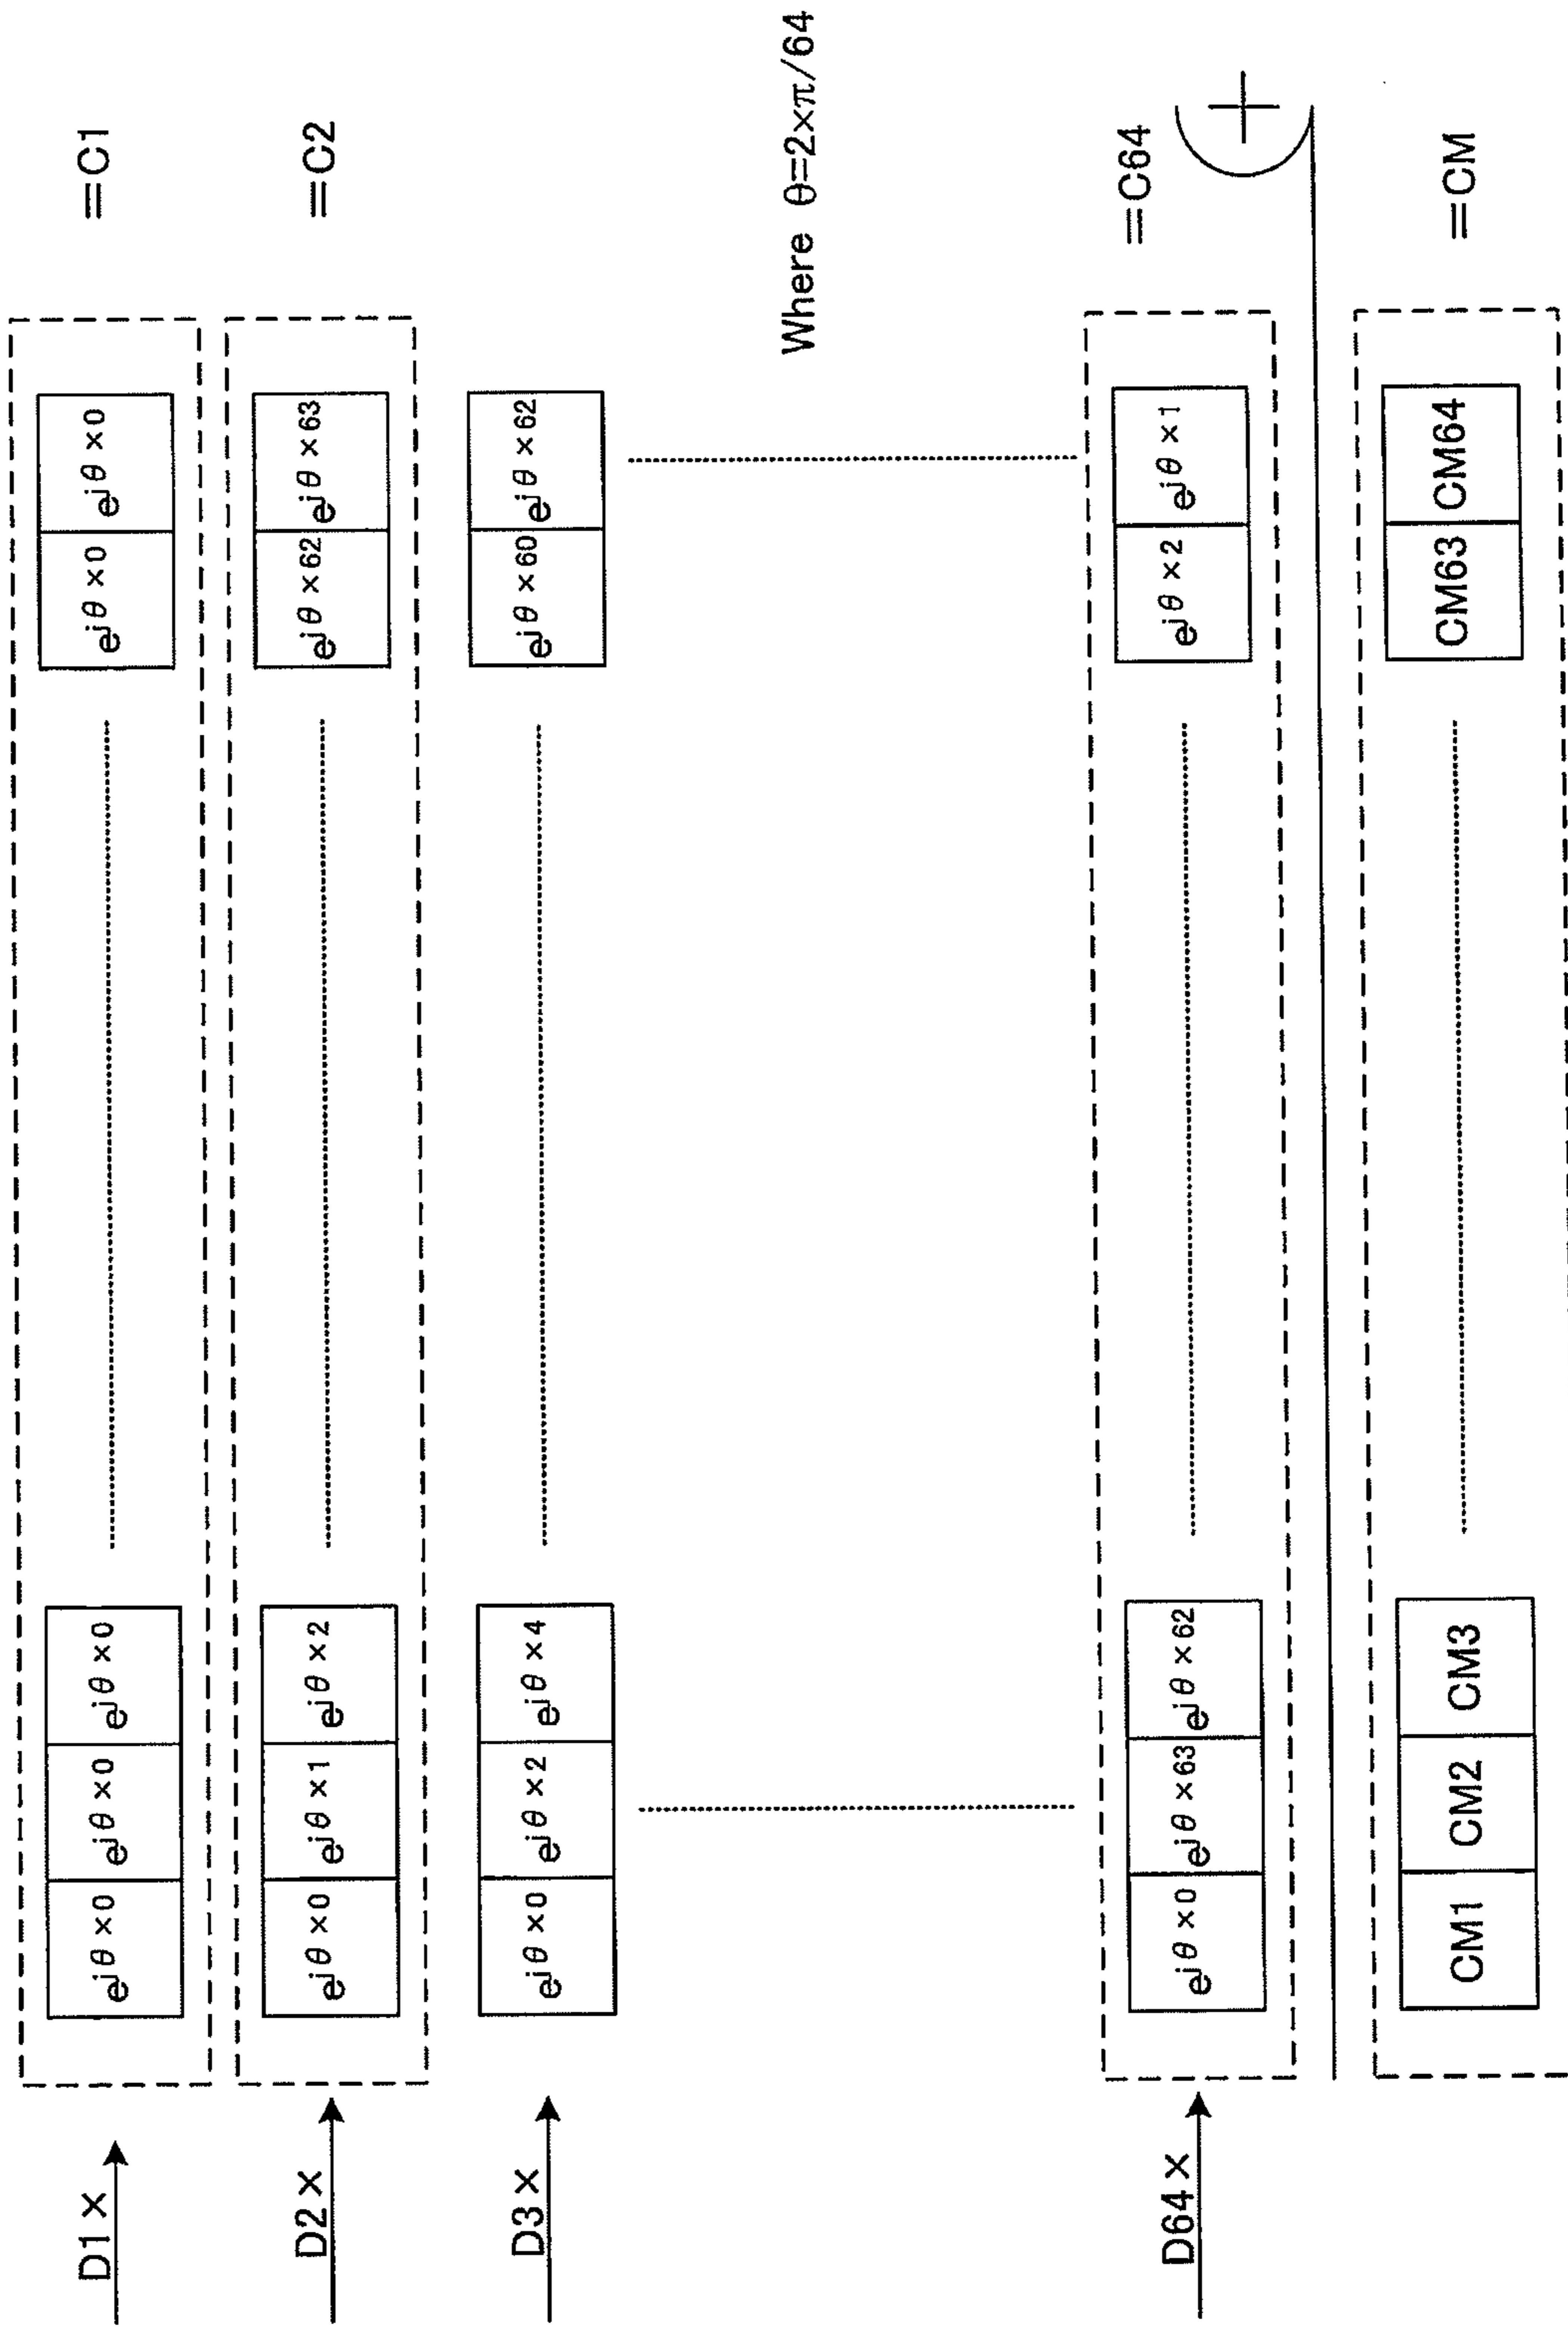 D1× e^{jθ×0} e^{jθ×0} e^{jθ×0} e^{jθ×0} e^{jθ×0} =C1
D2× e^{jθ×0} e^{jθ×1} e^{jθ×2} e^{jθ×62} e^{jθ×63} =C2
D3× e^{jθ×0} e^{jθ×2} e^{jθ×4} e^{jθ×60} e^{jθ×62}
Where θ=2×π/64
D64× e^{jθ×0} e^{jθ×63} e^{jθ×62} e^{jθ×2} e^{jθ×1} =C64
+
CM1 CM2 CM3 CM63 CM64 =CM